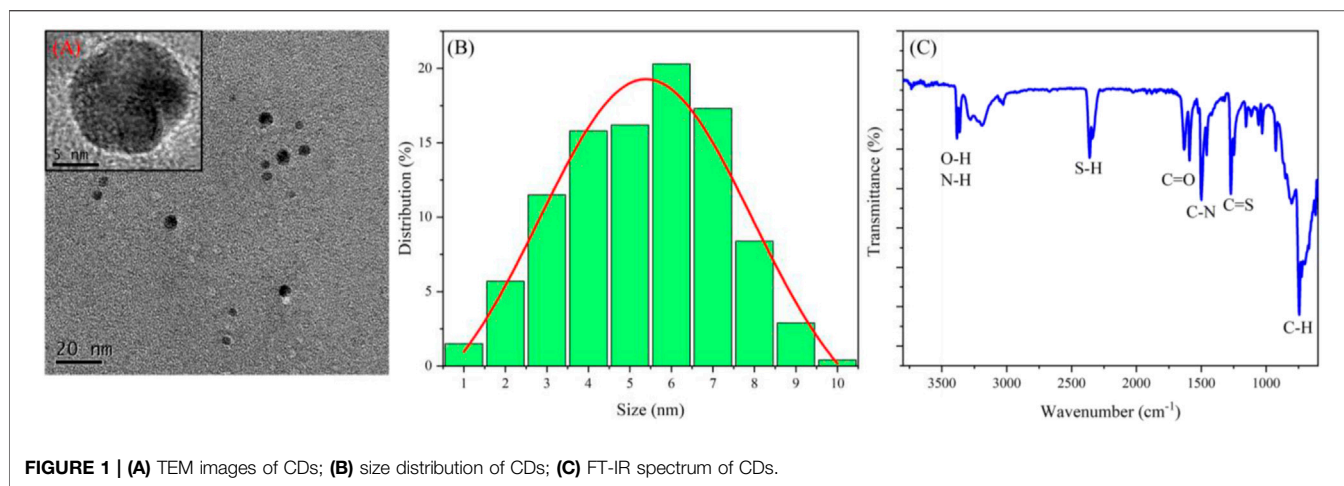 (A)
5 nm
20 nm
(B)
Distribution (%)
20
15
10
5
0
1 2 3 4 5 6 7 8 9 10
Size (nm)
(C)
Transmittance (%)
O-H
N-H
S-H
C=O
C-N
C=S
C-H
3500 3000 2500 2000 1500 1000
Wavenumber (cm⁻¹)
FIGURE 1 | (A) TEM images of CDs; (B) size distribution of CDs; (C) FT-IR spectrum of CDs.